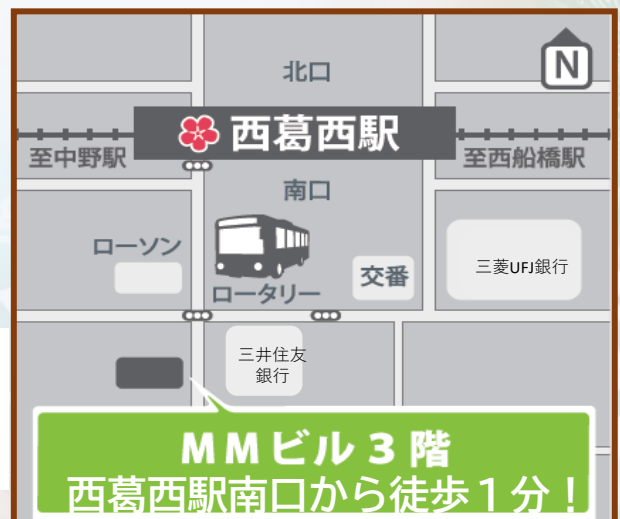 北口
N
西葛西駅
至中野駅
至西船橋駅
南口
ローソン
ロータリー
交番
三菱UFJ銀行
三井住友
銀行
MMビル3階
西葛西駅南口から徒歩1分!